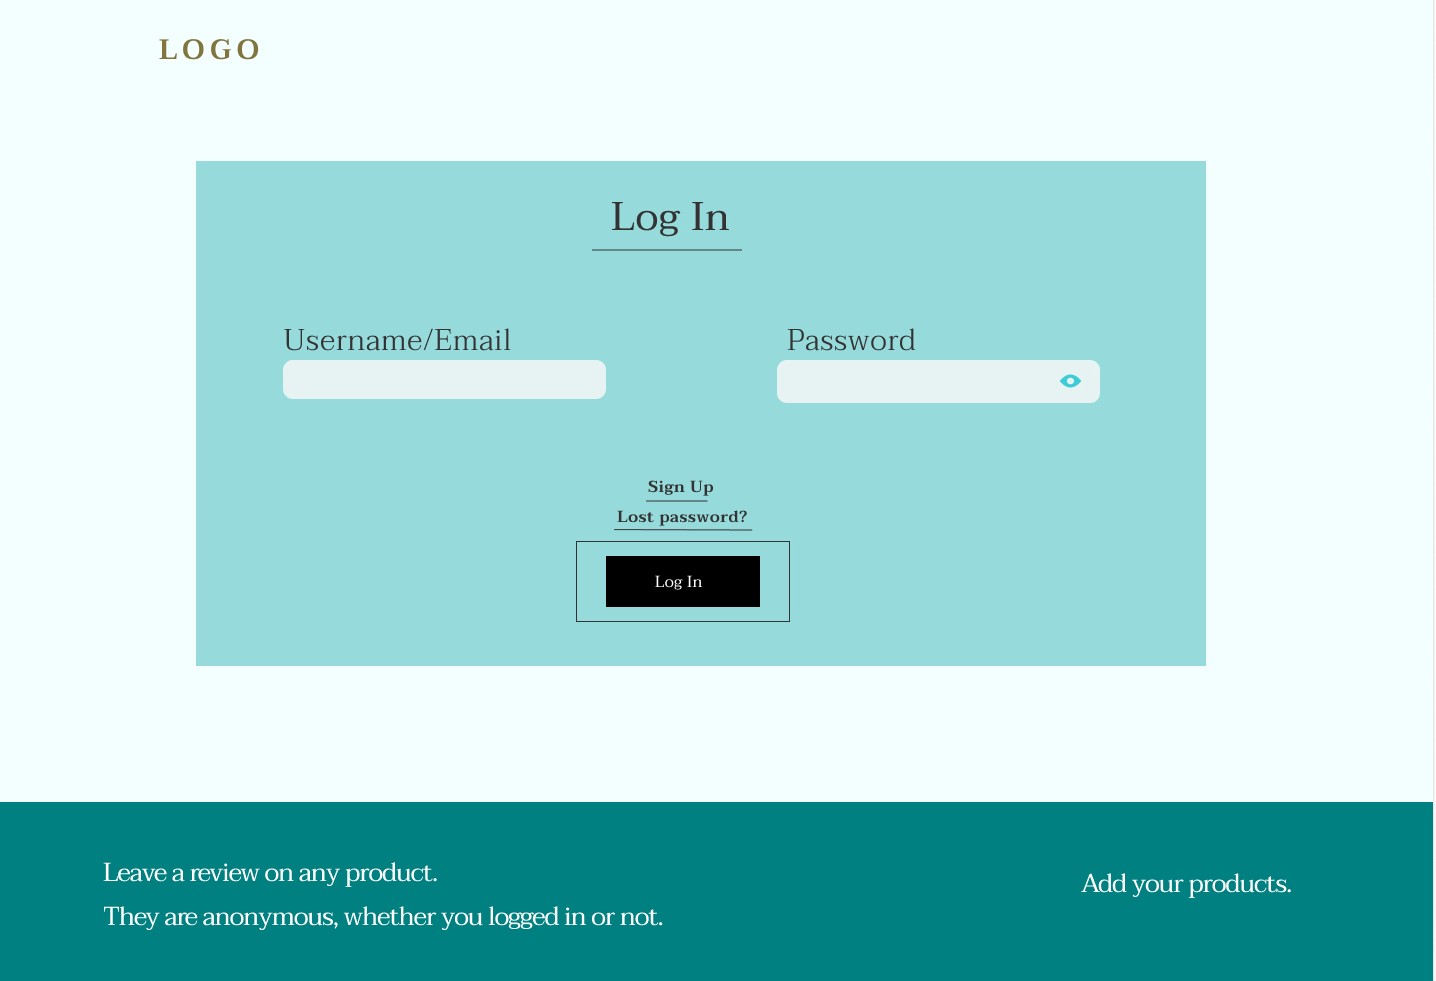 LOGO
Log In
Username/Email
Password
Sign Up
Lost password?
Log In
Leave a review on any product.
They are anonymous, whether you logged in or not.
Add your products.